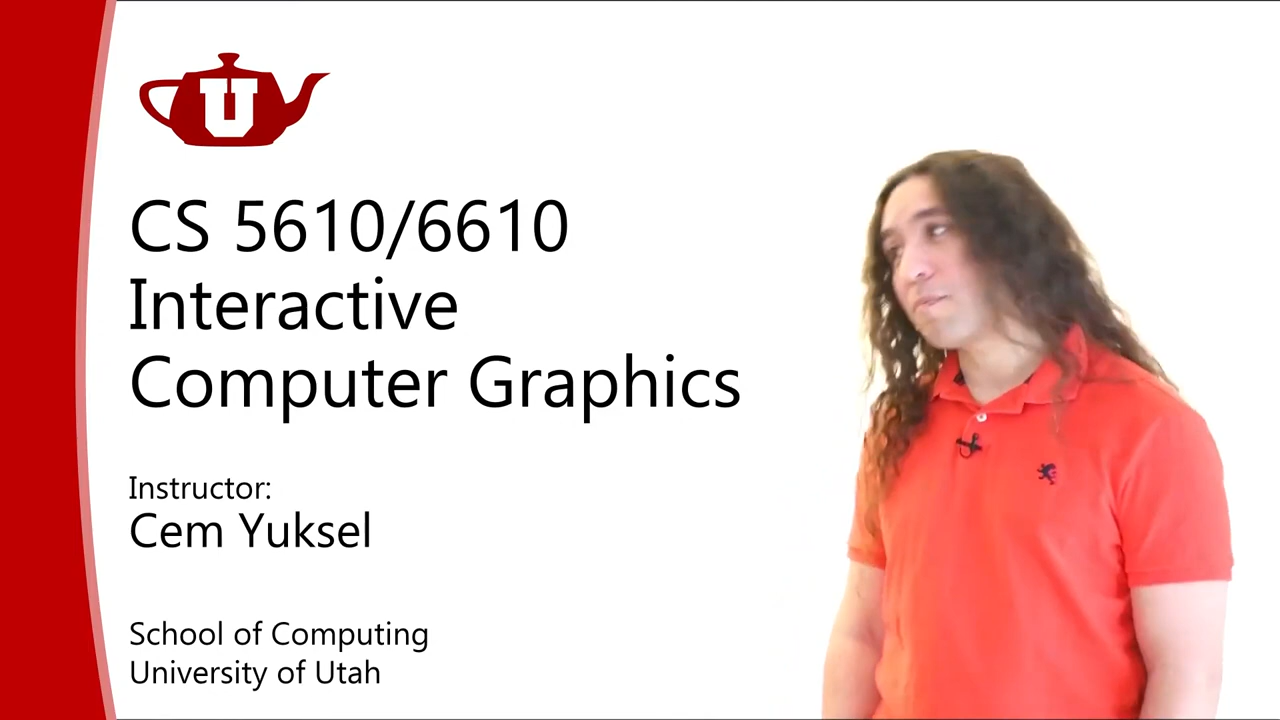 U
CS 5610/6610
Interactive
Computer Graphics
Instructor:
Cem Yuksel
School of Computing
University of Utah